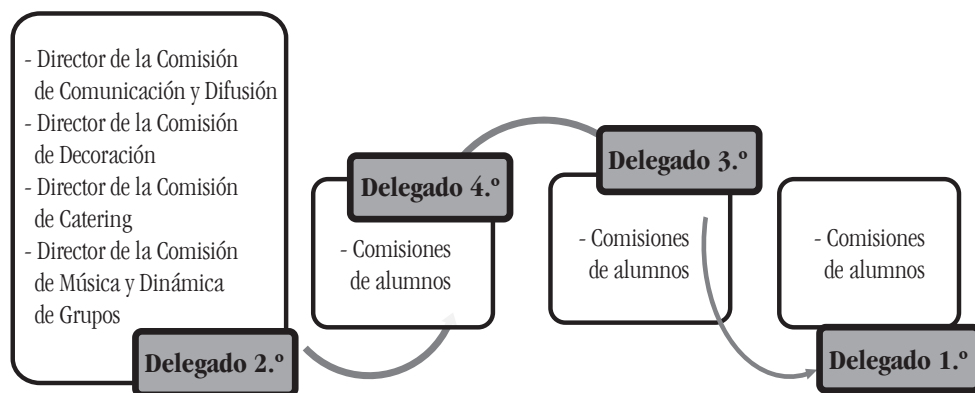 - Director de la Comisión
de Comunicación y Difusión
- Director de la Comisión
de Decoración
- Director de la Comisión
de Catering
- Director de la Comisión
de Música y Dinámica
de Grupos
Delegado 2.º
Delegado 4.º
- Comisiones
de alumnos
Delegado 3.º
- Comisiones
de alumnos
- Comisiones
de alumnos
Delegado 1.º